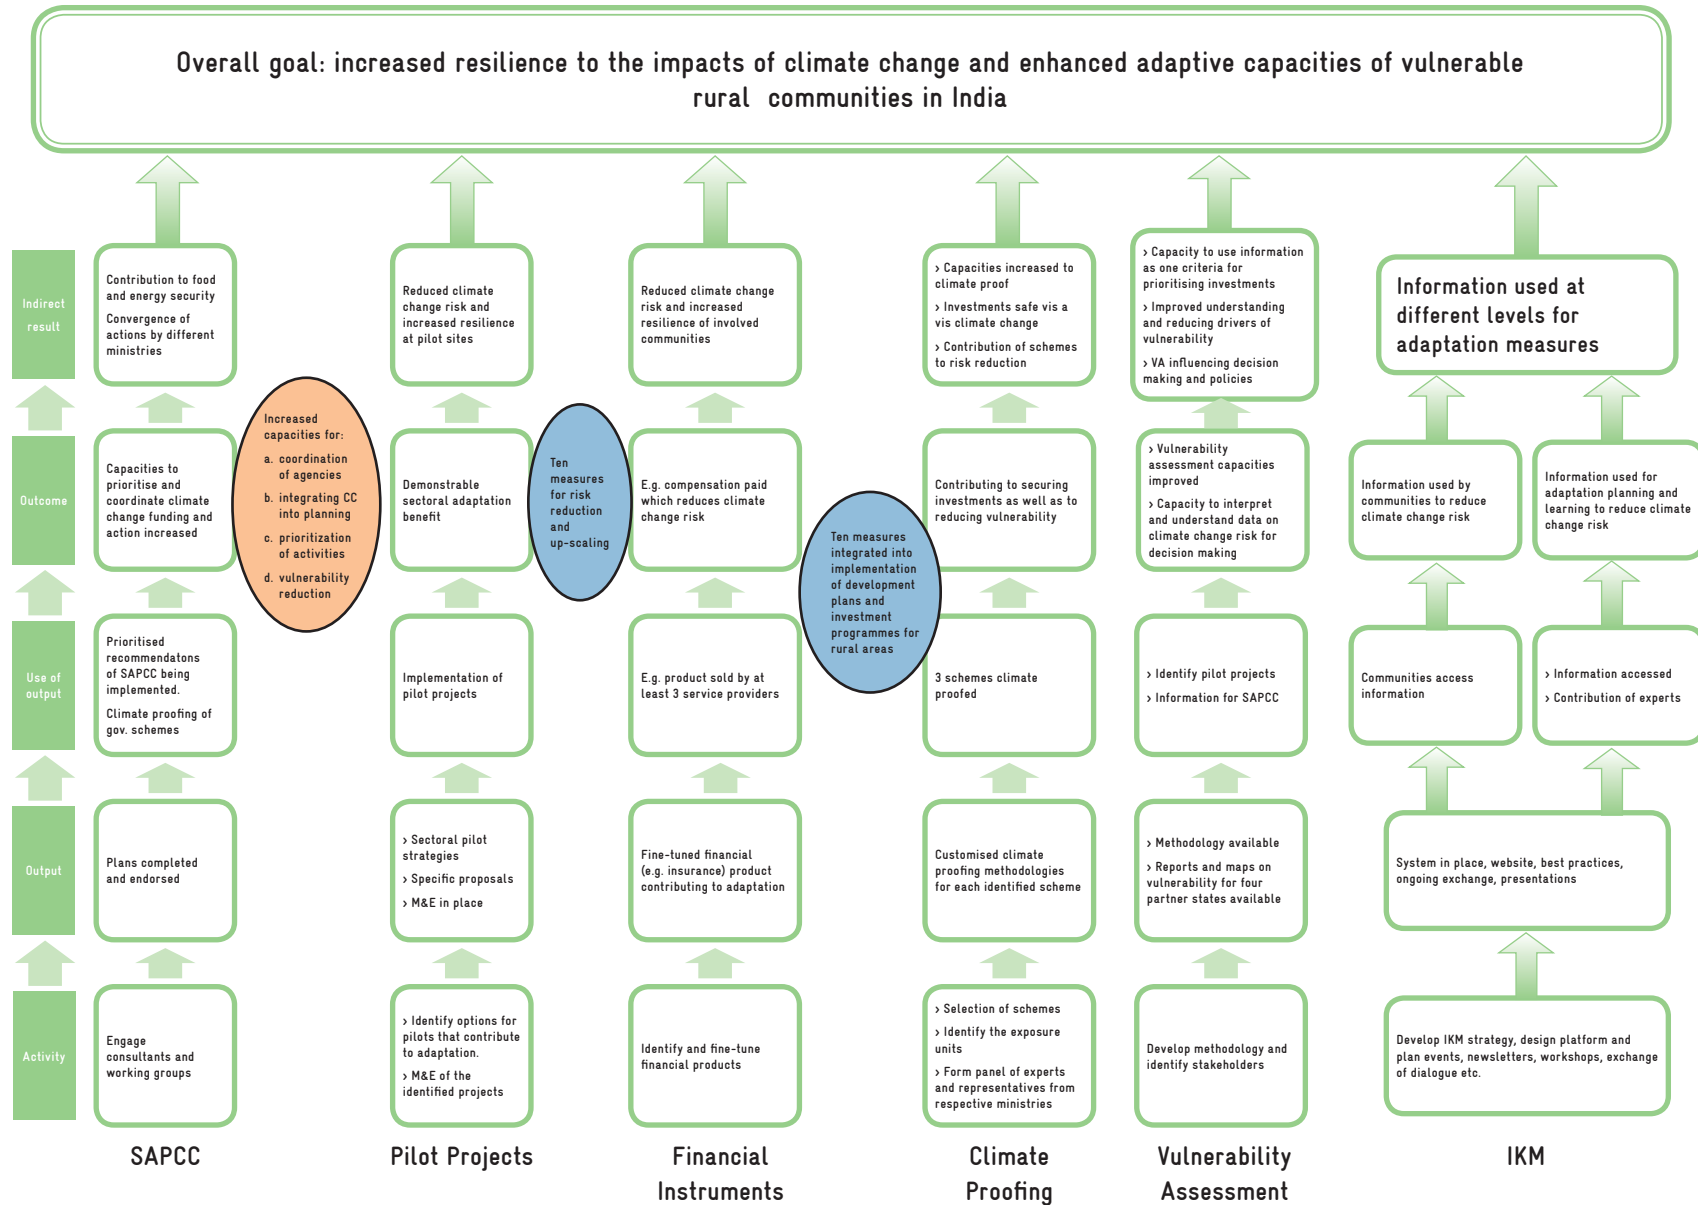 Overall goal: increased resilience to the impacts of climate change and enhanced adaptive capacities of vulnerable
rural communities in India
Indirect
result
Contribution to food
and energy security
Convergence of
actions by different
ministries
Reduced climate
change risk and
increased resilience
at pilot sites
Reduced climate change
risk and increased
resilience of involved
communities
› Capacities increased to
climate proof
› Investments safe vis a
vis climate change
› Contribution of schemes
to risk reduction
› Capacity to use information
as one criteria for
prioritising investments
› Improved understanding
and reducing drivers of
vulnerability
› VA influencing decision
making and policies
Information used at
different levels for
adaptation measures
Outcome
Capacities to
prioritise and
coordinate climate
change funding and
action increased
Increased
capacities for:
a. coordination
of agencies
b. integrating CC
into planning
c. prioritization
of activities
d. vulnerability
reduction
Demonstrable
sectoral adaptation
benefit
Ten
measures
for risk
reduction
and
up-scaling
E.g. compensation paid
which reduces climate
change risk
Ten measures
integrated into
implementation
of development
plans and
investment
programmes for
rural areas
Contributing to securing
investments as well as to
reducing vulnerability
› Vulnerability
assessment capacities
improved
› Capacity to interpret
and understand data on
climate change risk for
decision making
Information used by
communities to reduce
climate change risk
Information used for
adaptation planning and
learning to reduce climate
change risk
Use of
output
Prioritised
recommendatons
of SAPCC being
implemented.
Climate proofing of
gov. schemes
Implementation of
pilot projects
E.g. product sold by at
least 3 service providers
3 schemes climate
proofed
› Identify pilot projects
› Information for SAPCC
Communities access
information
› Information accessed
› Contribution of experts
Output
Plans completed
and endorsed
› Sectoral pilot
strategies
› Specific proposals
› M&E in place
Fine-tuned financial
(e.g. insurance) product
contributing to adaptation
Customised climate
proofing methodologies
for each identified scheme
› Methodology available
› Reports and maps on
vulnerability for four
partner states available
System in place, website, best practices,
ongoing exchange, presentations
Activity
Engage
consultants and
working groups
› Identify options for
pilots that contribute
to adaptation.
› M&E of the
identified projects
Identify and fine-tune
financial products
› Selection of schemes
› Identify the exposure
units
› Form panel of experts
and representatives from
respective ministries
Develop methodology and
identify stakeholders
Develop IKM strategy, design platform and
plan events, newsletters, workshops, exchange
of dialogue etc.
SAPCC
Pilot Projects
Financial
Instruments
Climate
Proofing
Vulnerability
Assessment
IKM